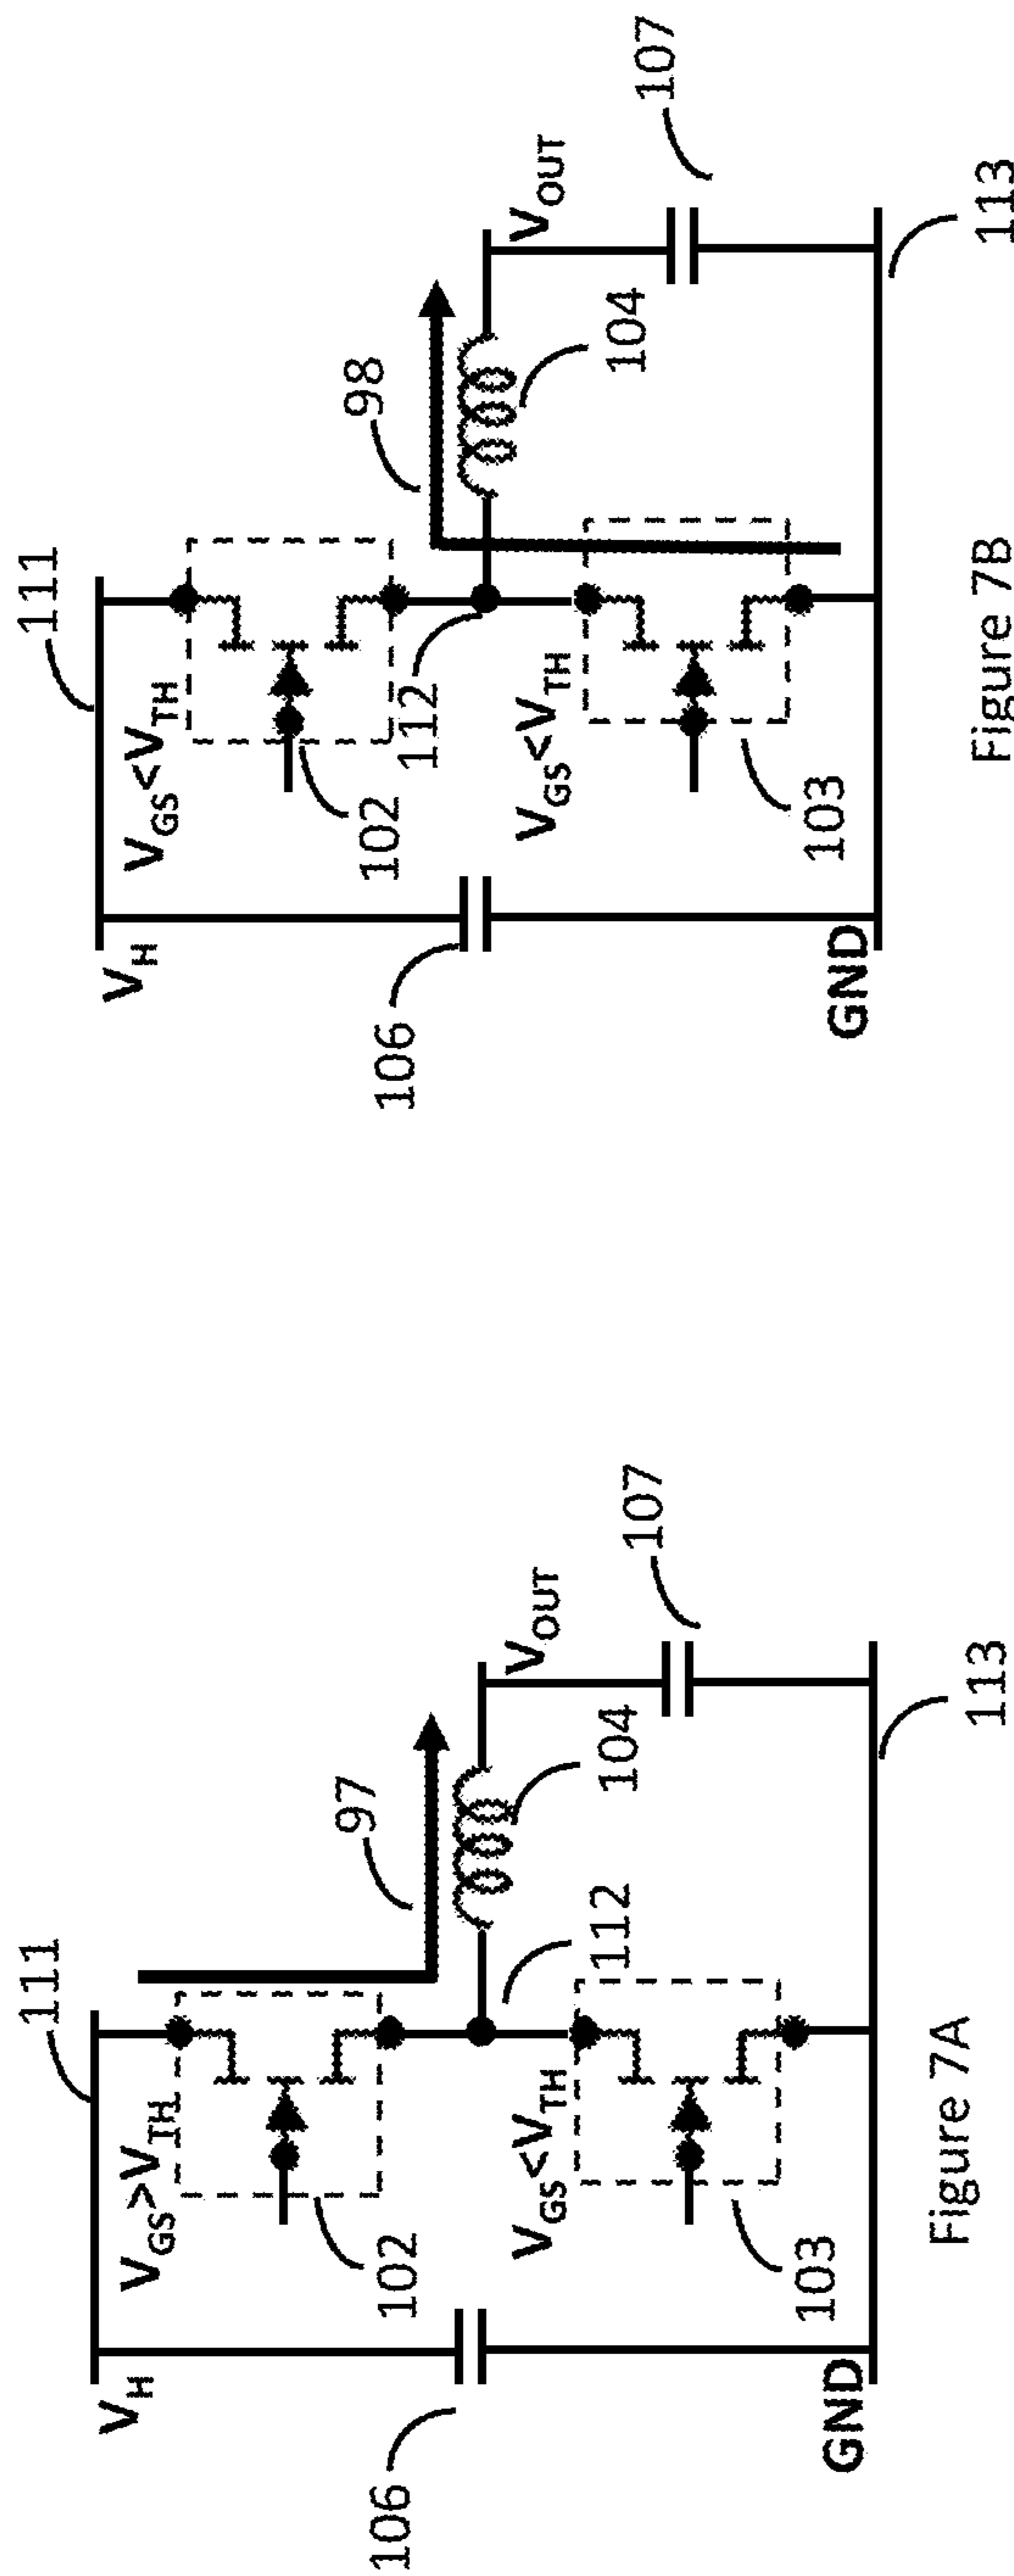 111
V_H
V_GS>V_TH
97
102
V_OUT
107
106
112
104
V_GS<V_TH
103
GND
113
Figure 7A
111
V_H
V_GS<V_TH
98
102
V_OUT
107
106
112
104
V_GS<V_TH
103
GND
113
Figure 7B